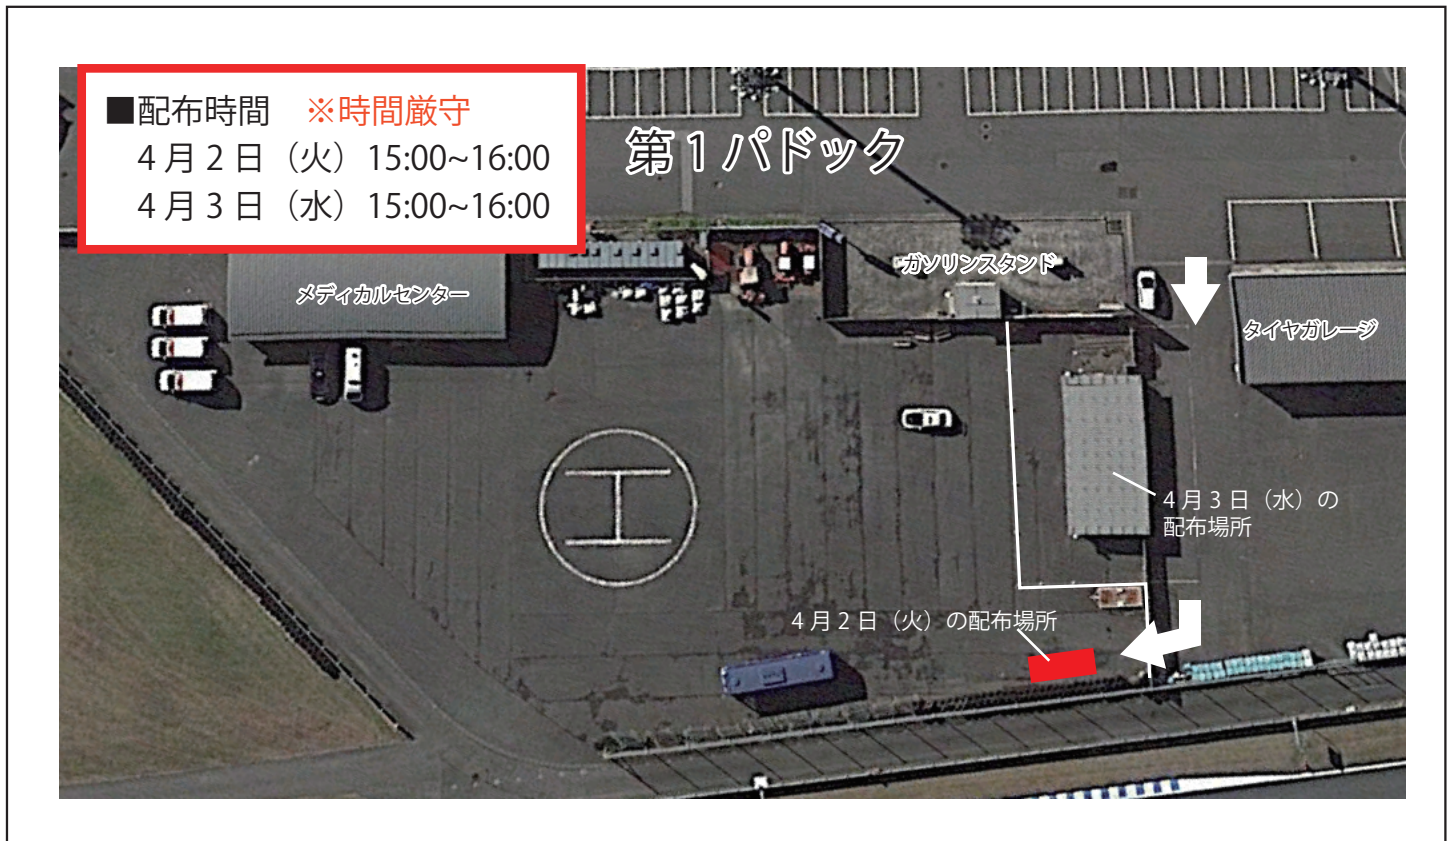 ■配布時間　※時間厳守
4月2日（火）15:00~16:00
4月3日（水）15:00~16:00
第1パドック
ガソリンスタンド
メディカルセンター
タイヤガレージ
4月3日（水）の
配布場所
4月2日（火）の配布場所